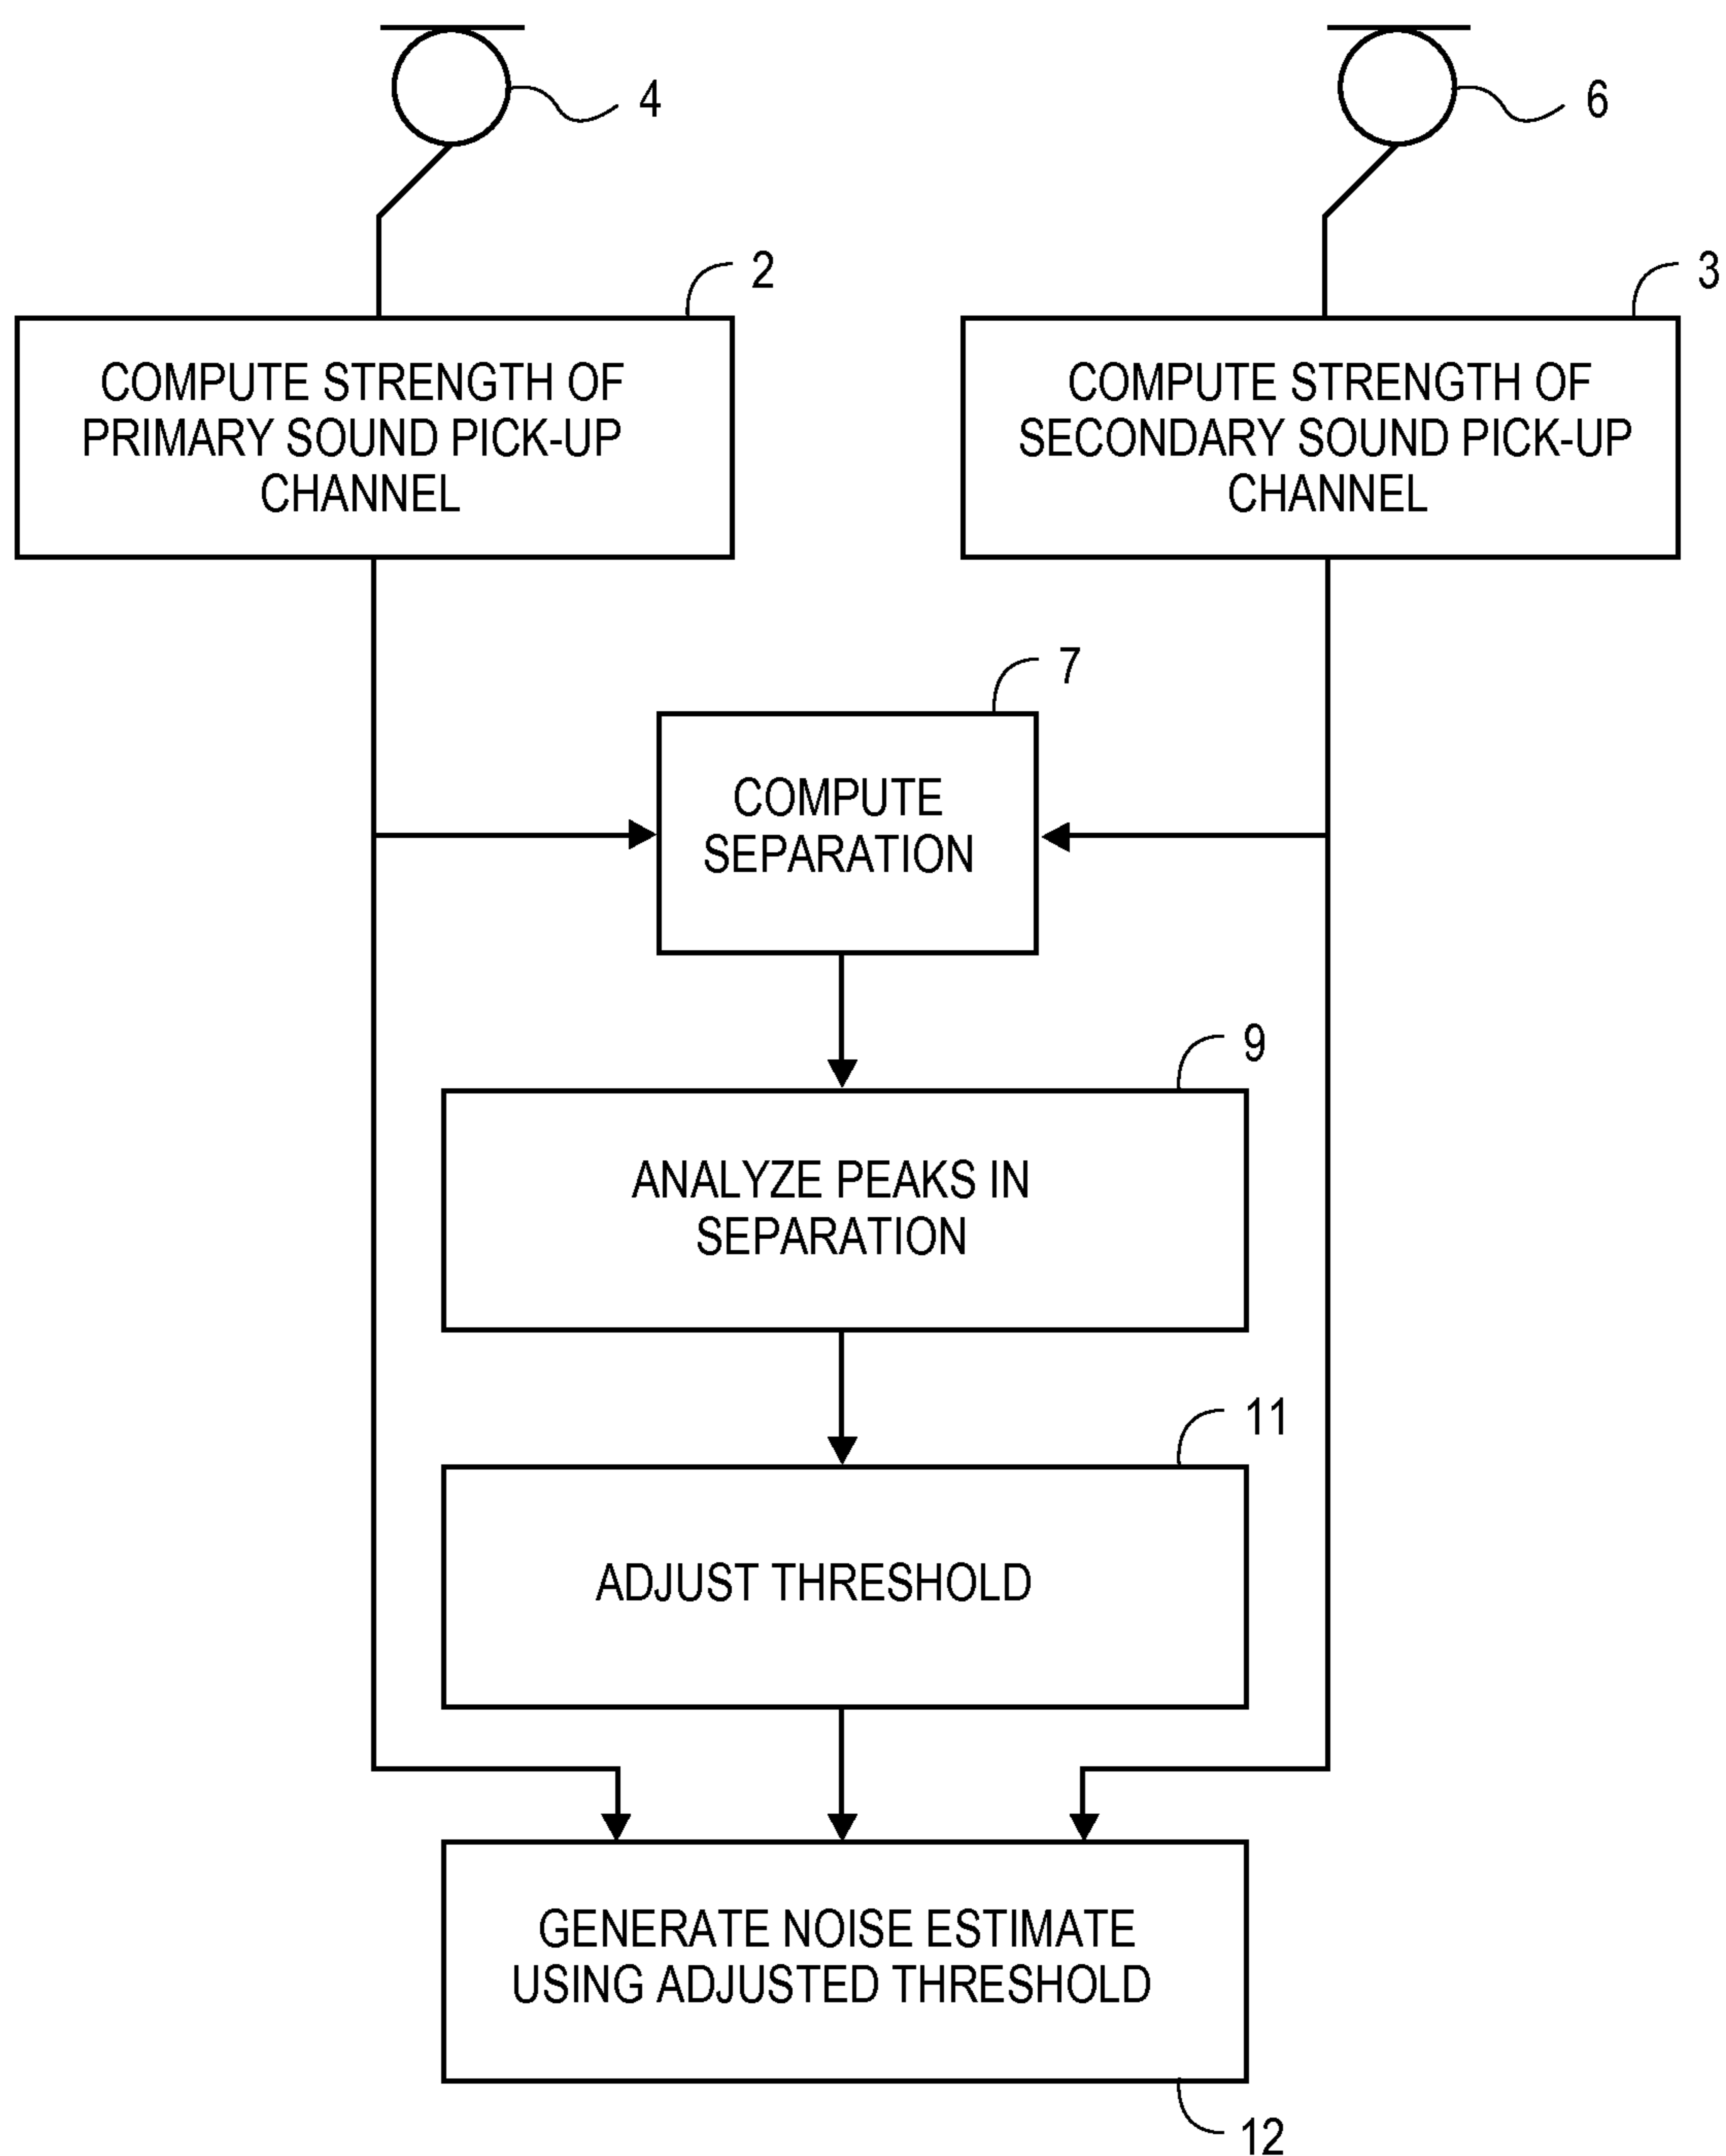 4
6
2
3
COMPUTE STRENGTH OF
PRIMARY SOUND PICK-UP
CHANNEL
COMPUTE STRENGTH OF
SECONDARY SOUND PICK-UP
CHANNEL
7
COMPUTE
SEPARATION
9
ANALYZE PEAKS IN
SEPARATION
11
ADJUST THRESHOLD
GENERATE NOISE ESTIMATE
USING ADJUSTED THRESHOLD
12